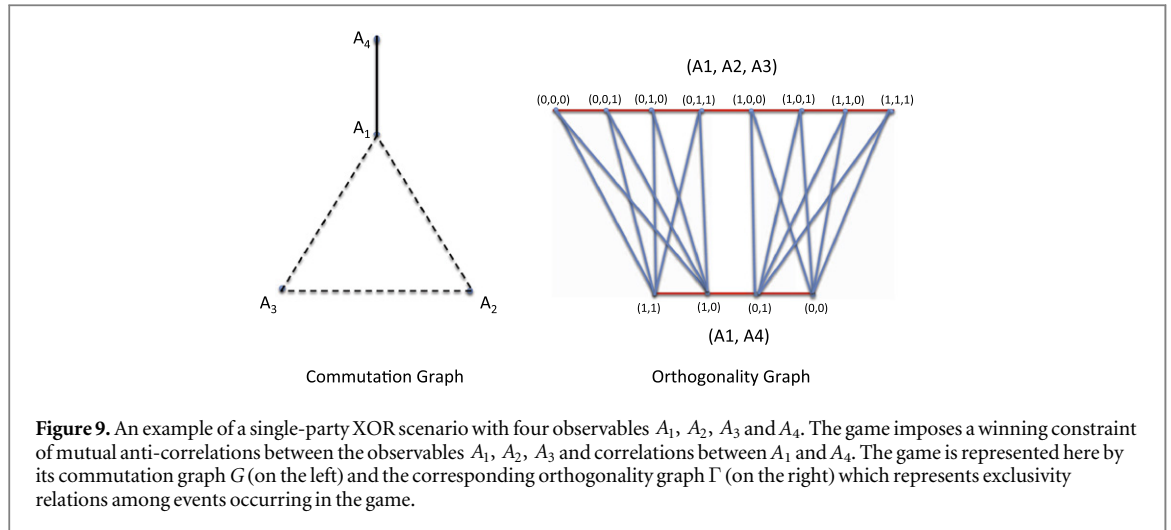 A4
(A1, A2, A3)
(0,0,0) (0,0,1) (0,1,0) (0,1,1) (1,0,0) (1,0,1) (1,1,0) (1,1,1)
A1
A3 A2
(1,1) (1,0) (0,1) (0,0)
(A1, A4)
Commutation Graph Orthogonality Graph
Figure 9. An example of a single-party XOR scenario with four observables A1, A2, A3 and A4. The game imposes a winning constraint
of mutual anti-correlations between the observables A1, A2, A3 and correlations between A1 and A4. The game is represented here by
its commutation graph G (on the left) and the corresponding orthogonality graph Γ (on the right) which represents exclusivity
relations among events occurring in the game.